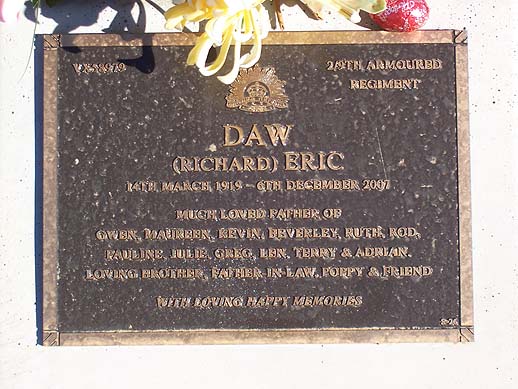 2/9TH ARMOURED
REGIMENT
DAW
(RICHARD) ERIC
14TH MARCH 1919 - 6TH DECEMBER 2007
MUCH LOVED FATHER OF
GWEN, MAUREEN, KEVIN, BEVERLEY, RUTH, ROD,
PAULINE, JULIE, GREG, LEN, TERRY & ADRIAN.
LOVING BROTHER, FATHER-IN-LAW, POPPY & FRIEND
WITH LOVING HAPPY MEMORIES